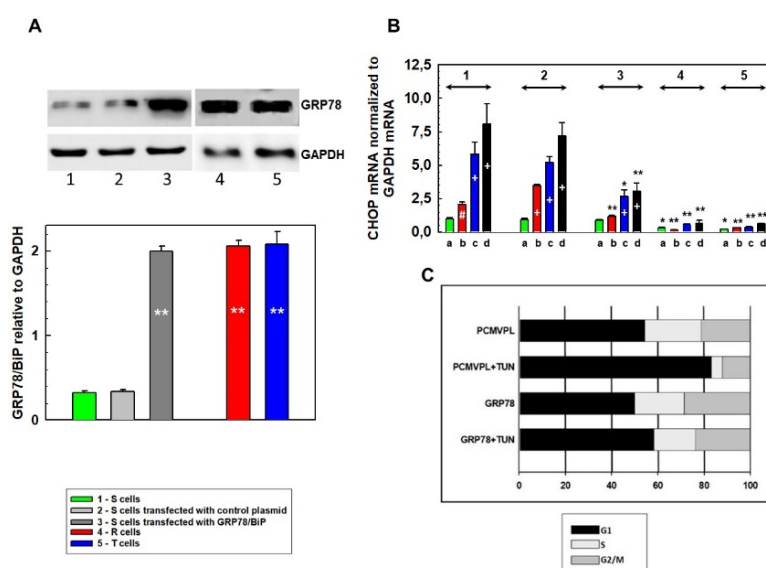 A
GRP78
GAPDH
1 2 3 4 5
GRP78/BiP relative to GAPDH
2
1
0
** ** **
1 - S cells
2 - S cells transfected with control plasmid
3 - S cells transfected with GRP78/BiP
4 - R cells
5 - T cells
B
CHOP mRNA normalized to
GAPDH mRNA
12,5
10,0
7,5
5,0
2,5
0,0
1 2 3 4 5
# + + + + + ** + * + ** * ** ** ** * ** ** **
a b c d a b c d a b c d a b c d a b c d
C
PCMVPL
PCMVPL+TUN
GRP78
GRP78+TUN
0 20 40 60 80 100
G1
S
G2/M